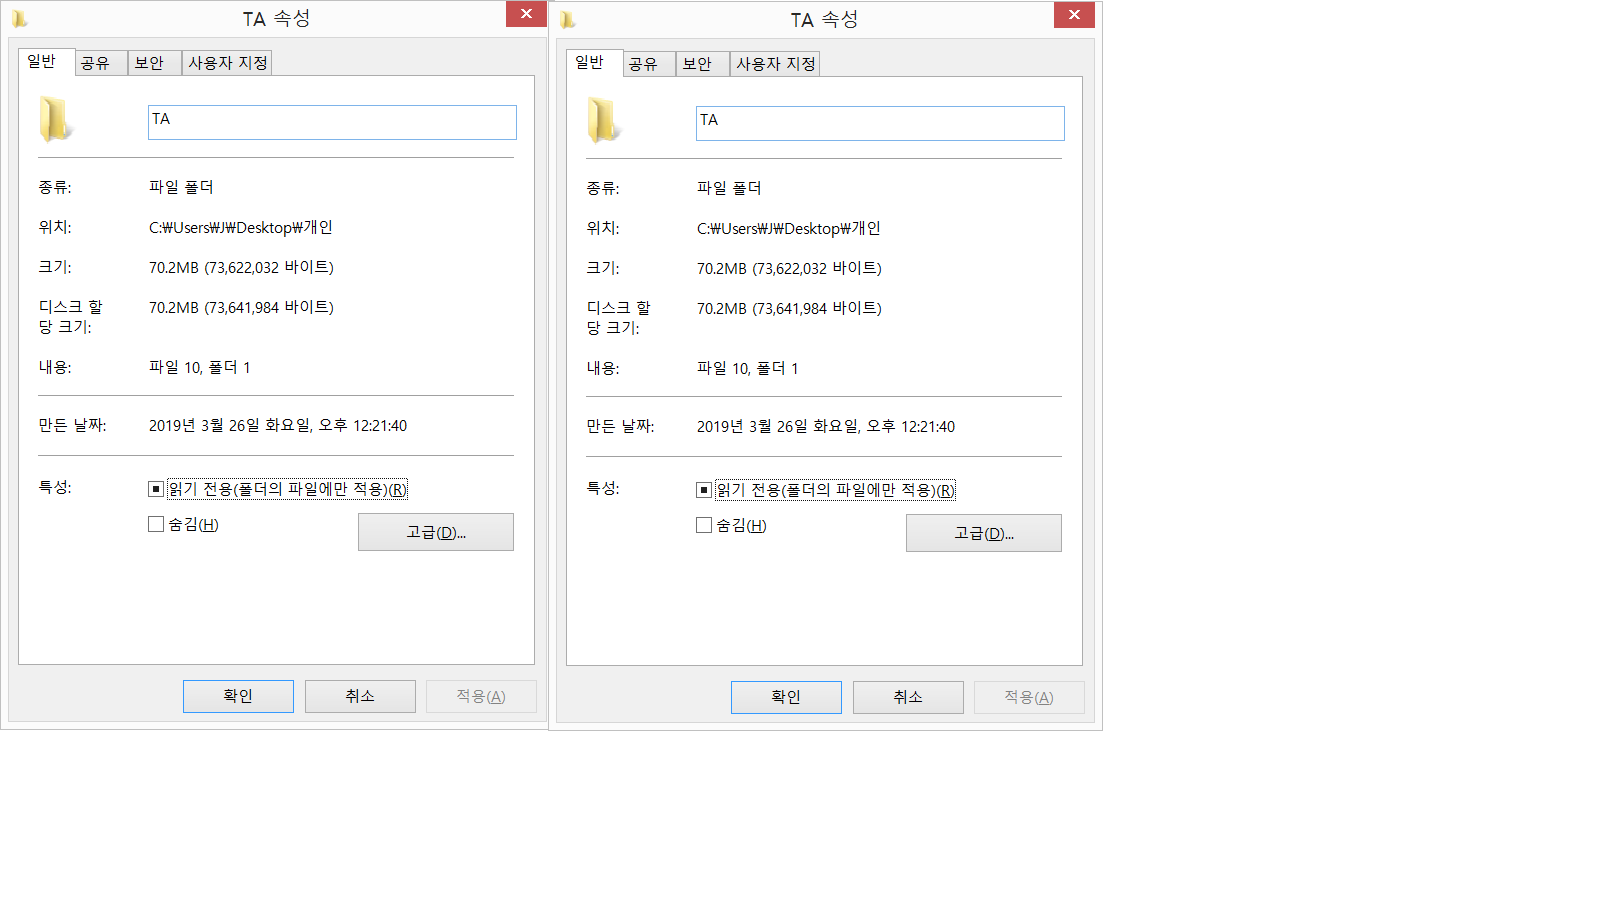 TA 속성
일반 공유 보안 사용자 지정
TA
종류: 파일 폴더
위치: C:₩Users₩J₩Desktop₩개인
크기: 70.2MB (73,622,032 바이트)
디스크 할
당 크기: 70.2MB (73,641,984 바이트)
내용: 파일 10, 폴더 1
만든 날짜: 2019년 3월 26일 화요일, 오후 12:21:40
특성: 읽기 전용(폴더의 파일에만 적용)(R)
숨김(H) 고급(D)...
확인 취소 적용(A)
TA 속성
일반 공유 보안 사용자 지정
TA
종류: 파일 폴더
위치: C:₩Users₩J₩Desktop₩개인
크기: 70.2MB (73,622,032 바이트)
디스크 할
당 크기: 70.2MB (73,641,984 바이트)
내용: 파일 10, 폴더 1
만든 날짜: 2019년 3월 26일 화요일, 오후 12:21:40
특성: 읽기 전용(폴더의 파일에만 적용)(R)
숨김(H) 고급(D)...
확인 취소 적용(A)